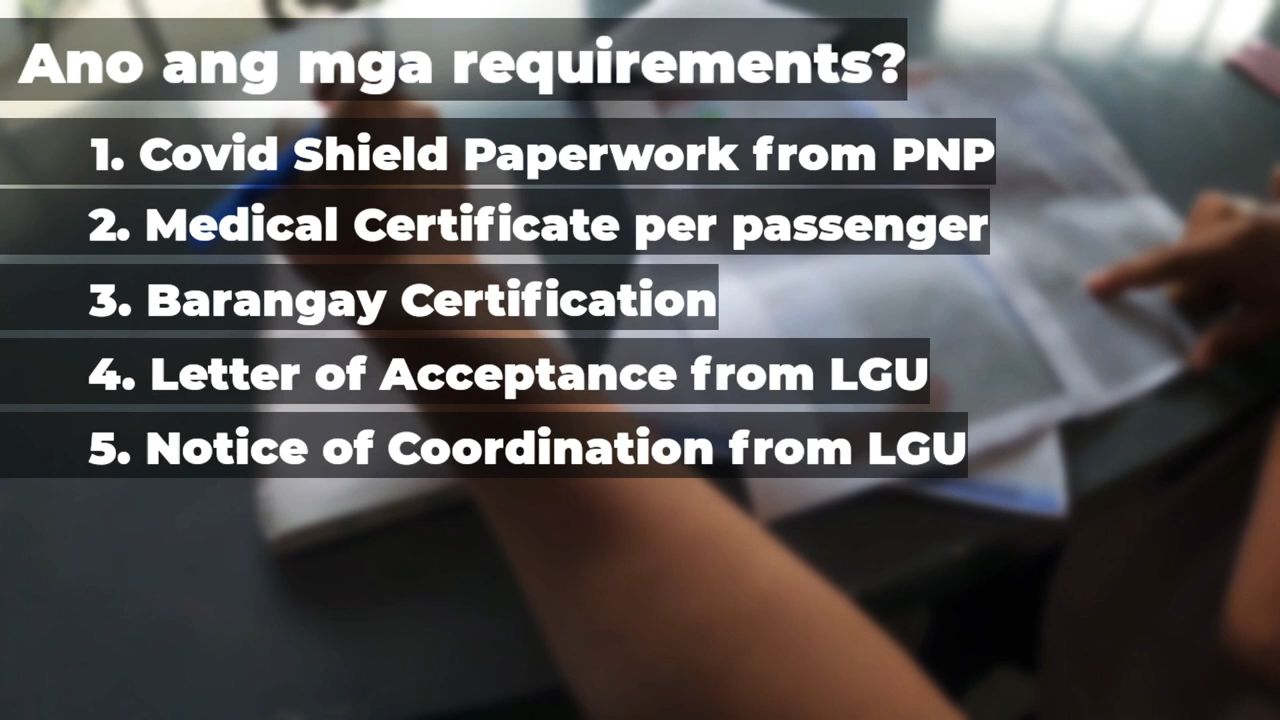 Ano ang mga requirements?
1. Covid Shield Paperwork from PNP
2. Medical Certificate per passenger
3. Barangay Certification
4. Letter of Acceptance from LGU
5. Notice of Coordination from LGU